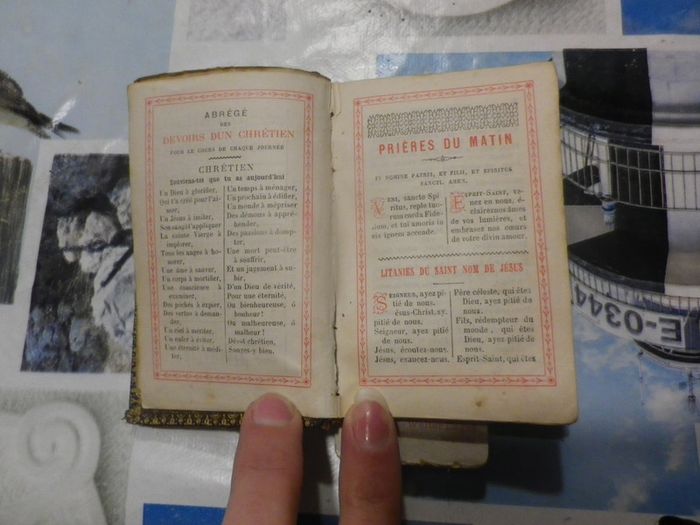 ABRÉGÉ
DES
DEVOIRS D'UN CHRÉTIEN
POUR LE COURS DE CHAQUE JOURNÉE
CHRÉTIEN
Souviens-toi que tu as aujourd'hui
Un Dieu à glorifier,
Qui t'a créé pour l'ai-
mer,
Un Jésus à imiter,
Son sang à t'appliquer
La sainte Vierge à
implorer,
Tous les anges à ho-
norer,
Une âme à sauver,
Un corps à mortifier,
Une conscience à
examiner,
Des péchés à expier,
Des vertus à deman-
der,
Un ciel à mériter,
Un enfer à éviter,
Une éternité à médi-
ter,
Un temps à ménager,
Un prochain à édifier,
Un monde à mépriser
Des démons à appré-
hender,
Des passions à domp-
ter,
Une mort peut-être
à souffrir,
Et un jugement à su-
bir,
D'un Dieu de vérité,
Pour une éternité,
Ou bienheureuse, ô
bonheur!
Ou malheureuse, ô
malheur!
Dévot chrétien,
Songes-y bien.
PRIÈRES DU MATIN
IN NOMINE PATRIS, ET FILII, ET SPIRITUS
SANCTI. AMEN.
VENI, sancte Spi-
ritus, reple tuo-
rum corda Fide-
lium, et tui amoris in
eis ignem accende.
ESPRIT-SAINT, ve-
nez en nous, é-
clairez nos âmes
de vos lumières, et
embrasez nos cœurs
de votre divin amour.
LITANIES DU SAINT NOM DE JÉSUS
SEIGNEUR, ayez pi-
tié de nous.
Jésus-Christ, ay.
pitié de nous.
Seigneur, ayez pitié
de nous.
Jésus, écoutez-nous.
Jésus, exaucez-nous.
Père céleste, qui êtes
Dieu, ayez pitié de
nous.
Fils, rédempteur du
monde, qui êtes
Dieu, ayez pitié de
nous.
Esprit-Saint, qui êtes
E-0344